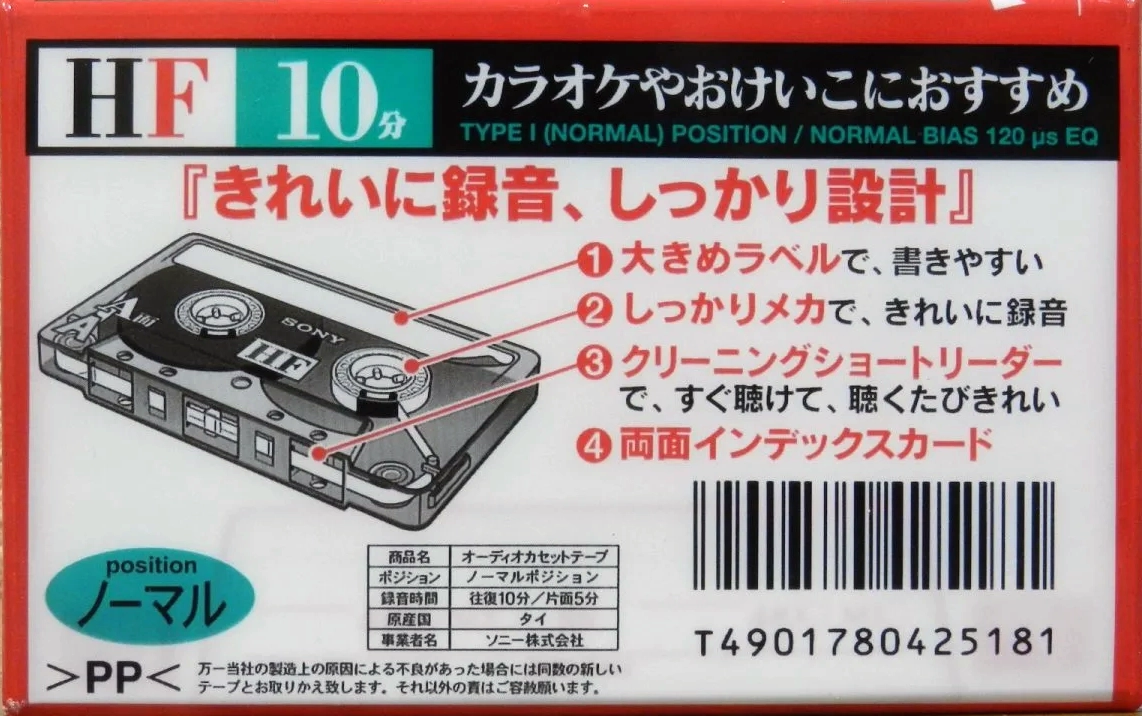 HF 10分
カラオケやおけいこにおすすめ
TYPE I (NORMAL) POSITION / NORMAL BIAS 120 μs EQ
『きれいに録音、しっかり設計』
❶大きめラベルで、書きやすい
❷しっかりメカで、きれいに録音
❸クリーニングショートリーダー
で、すぐ聴けて、聴くたびきれい
❹両面インデックスカード
A
A
SONY
HF
position
ノーマル
商品名 オーディオカセットテープ
ポジション ノーマルポジション
録音時間 往復10分/片面5分
原産国 タイ
事業者名 ソニー株式会社
T4901780425181
>PP<
万一当社の製造上の原因による不良があった場合には同数の新しい
テープとお取りかえ致します。それ以外の責はご容赦願います。